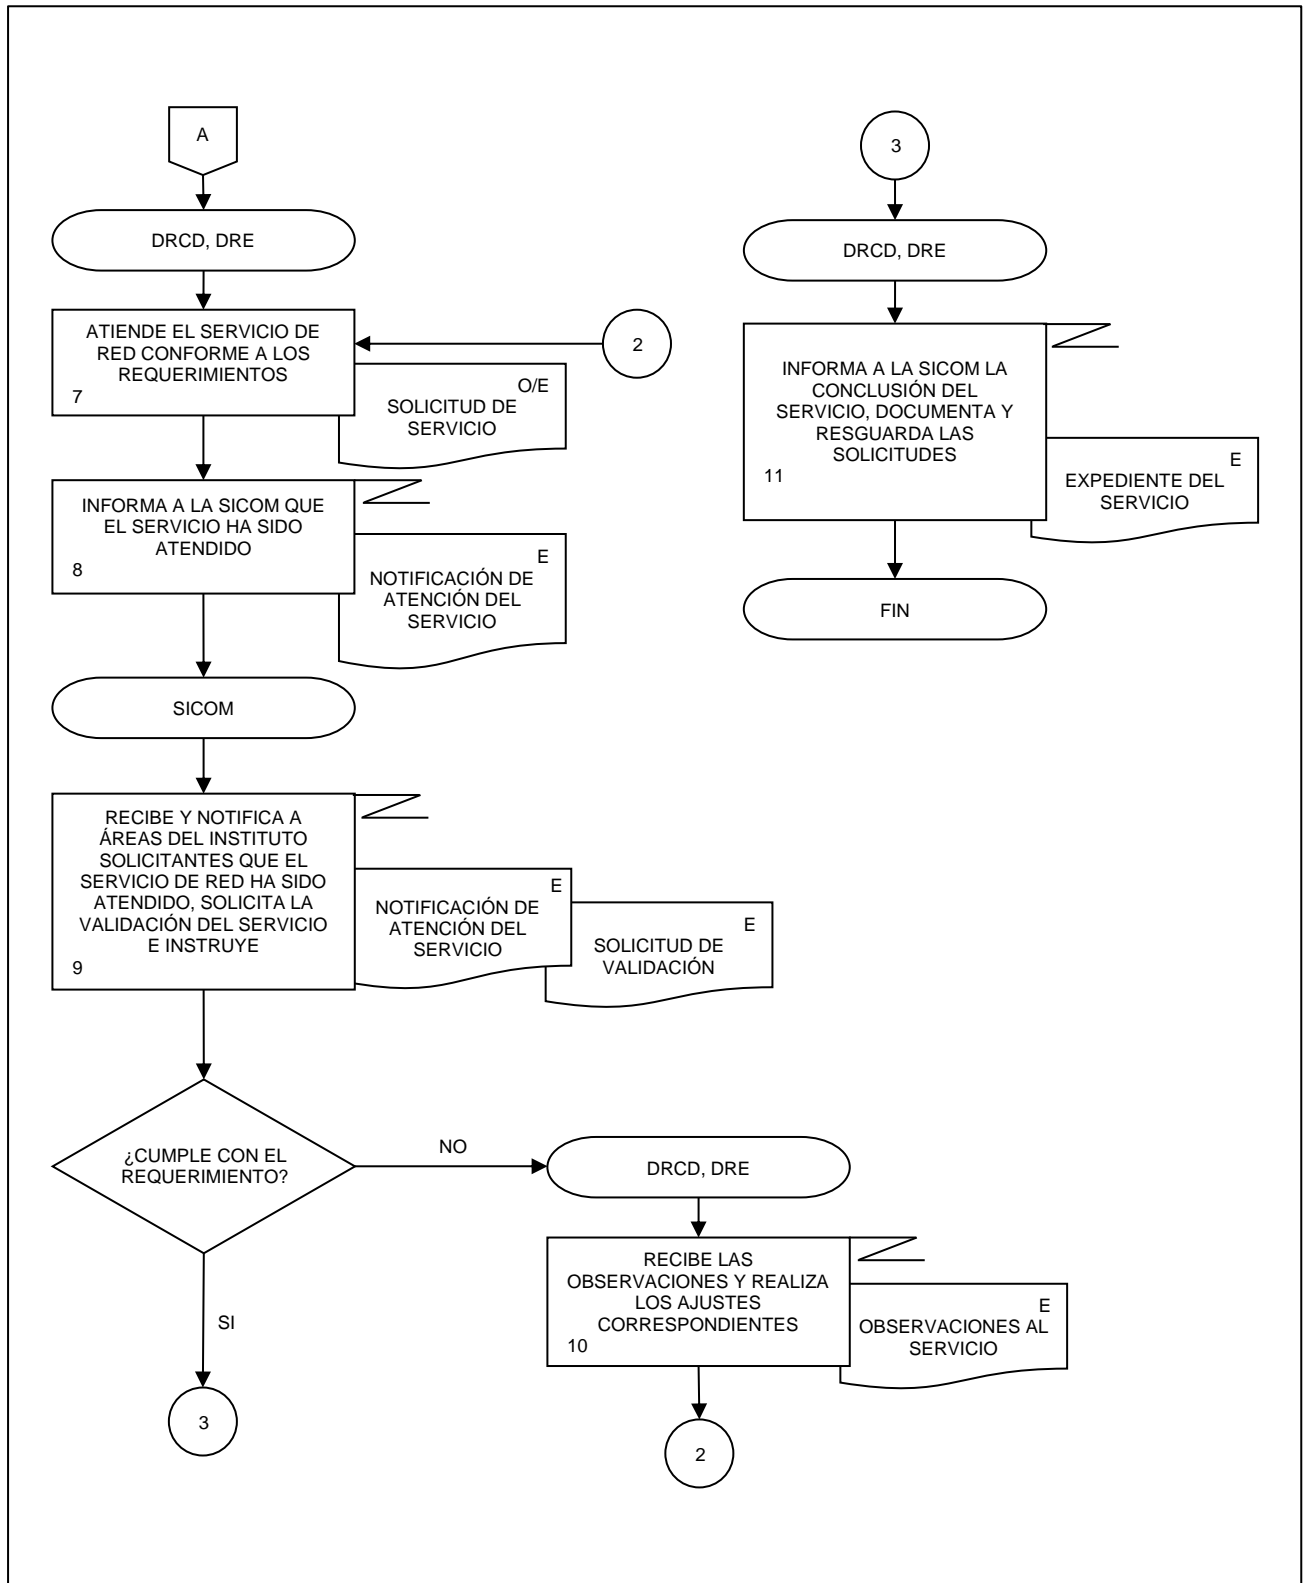 A
DRCD, DRE
ATIENDE EL SERVICIO DE
RED CONFORME A LOS
REQUERIMIENTOS
7
2
O/E
SOLICITUD DE
SERVICIO
INFORMA A LA SICOM QUE
EL SERVICIO HA SIDO
ATENDIDO
8
E
NOTIFICACIÓN DE
ATENCIÓN DEL
SERVICIO
SICOM
RECIBE Y NOTIFICA A
ÁREAS DEL INSTITUTO
SOLICITANTES QUE EL
SERVICIO DE RED HA SIDO
ATENDIDO, SOLICITA LA
VALIDACIÓN DEL SERVICIO
E INSTRUYE
9
E
NOTIFICACIÓN DE
ATENCIÓN DEL
SERVICIO
E
SOLICITUD DE
VALIDACIÓN
¿CUMPLE CON EL
REQUERIMIENTO?
NO
SI
3
DRCD, DRE
RECIBE LAS
OBSERVACIONES Y REALIZA
LOS AJUSTES
CORRESPONDIENTES
10
E
OBSERVACIONES AL
SERVICIO
2
3
DRCD, DRE
INFORMA A LA SICOM LA
CONCLUSIÓN DEL
SERVICIO, DOCUMENTA Y
RESGUARDA LAS
SOLICITUDES
11
E
EXPEDIENTE DEL
SERVICIO
FIN